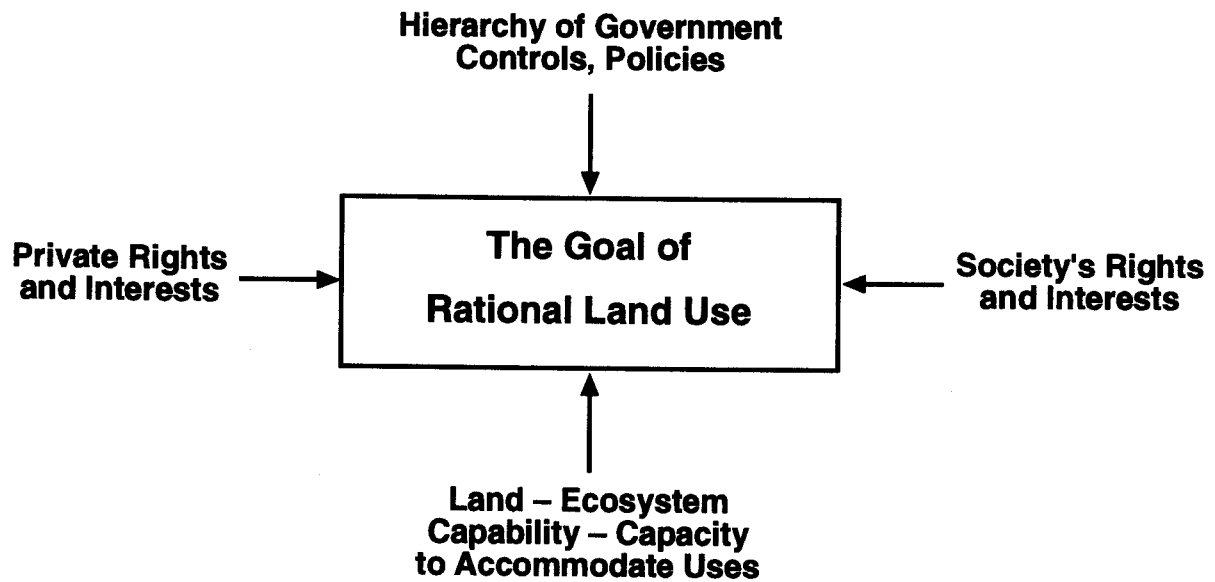 Hierarchy of Government
Controls, Policies
Private Rights
and Interests
The Goal of
Rational Land Use
Society's Rights
and Interests
Land – Ecosystem
Capability – Capacity
to Accommodate Uses